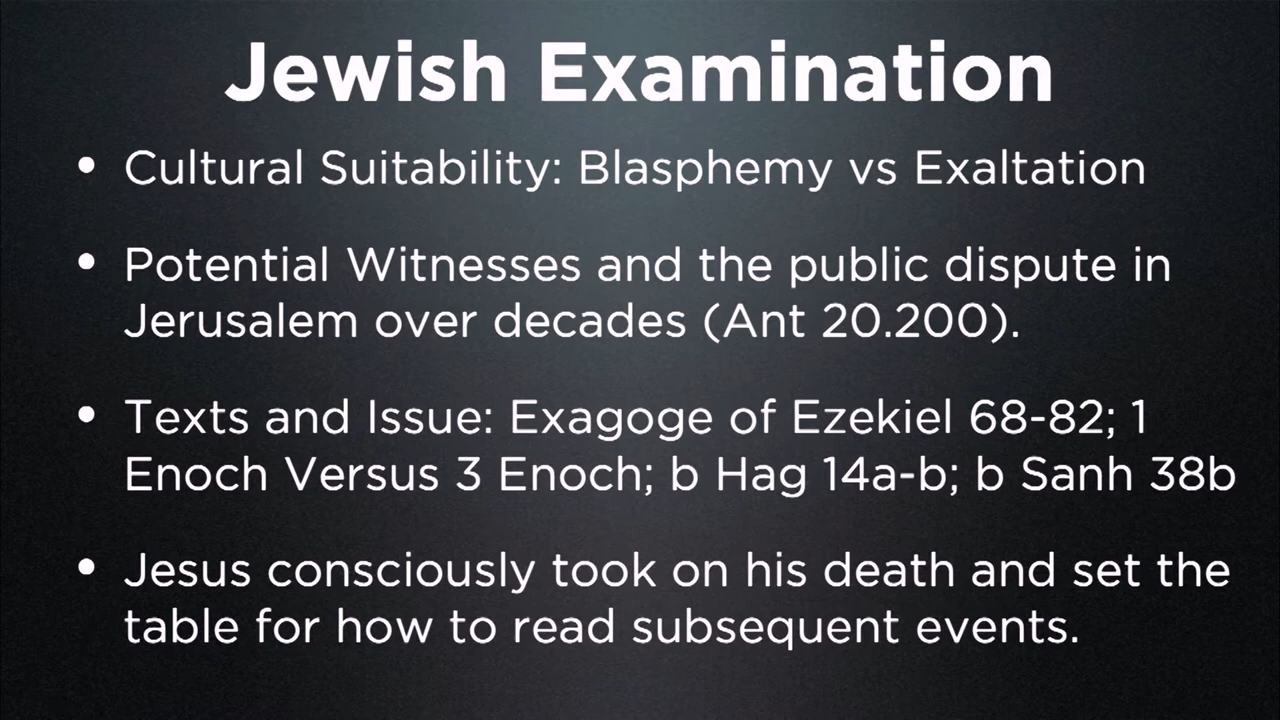 Jewish Examination
• Cultural Suitability: Blasphemy vs Exaltation
• Potential Witnesses and the public dispute in
Jerusalem over decades (Ant 20.200).
• Texts and Issue: Exagoge of Ezekiel 68-82; 1
Enoch Versus 3 Enoch; b Hag 14a-b; b Sanh 38b
• Jesus consciously took on his death and set the
table for how to read subsequent events.